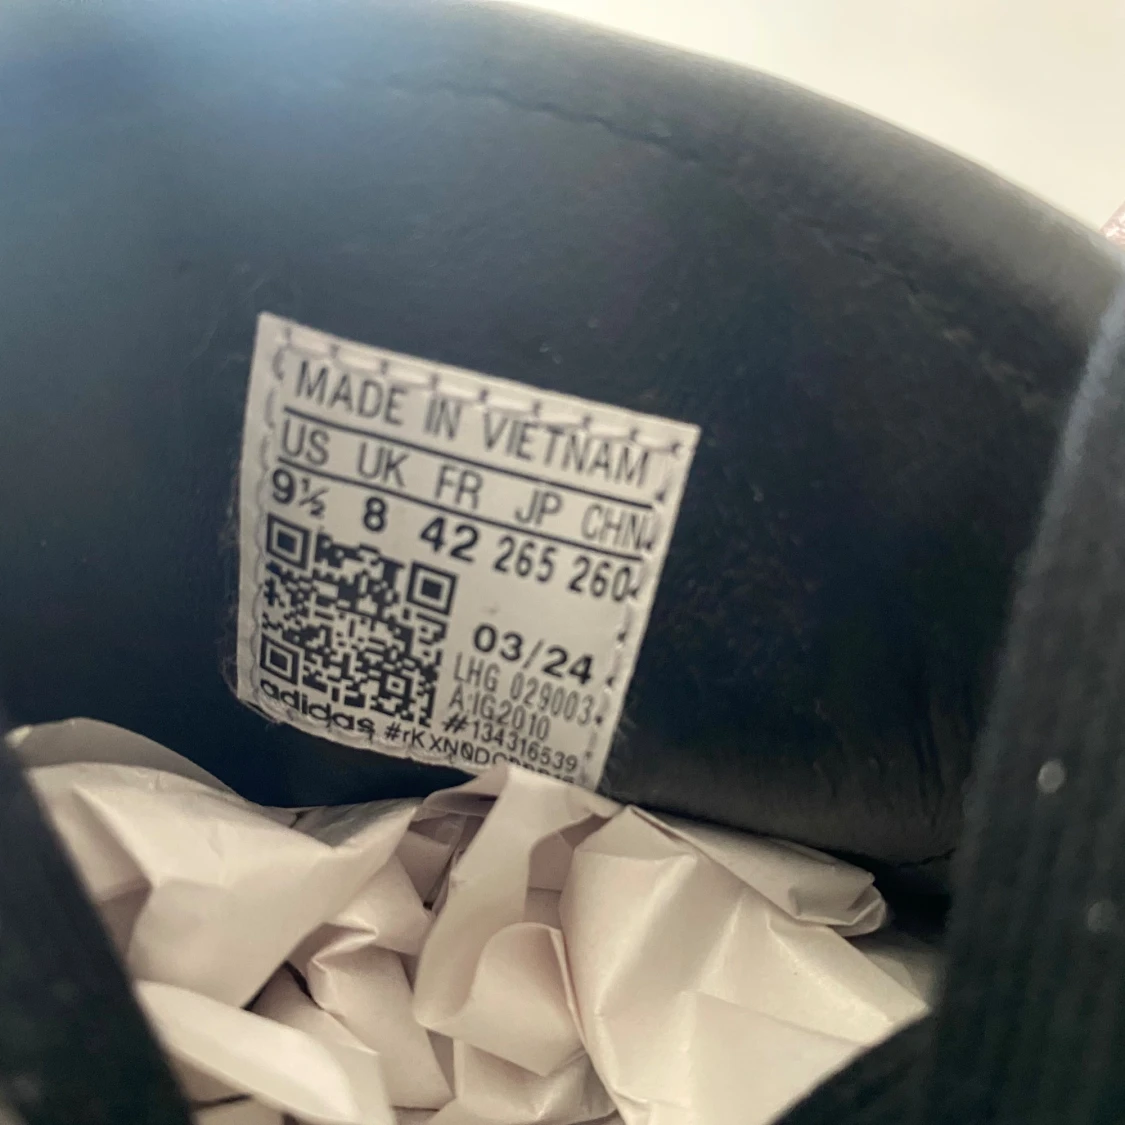 MADE IN VIETNAM
US UK FR JP CHN
9½ 8 42 265 260
03/24
LHG 029003
A:IG2010
#134316539
adidas